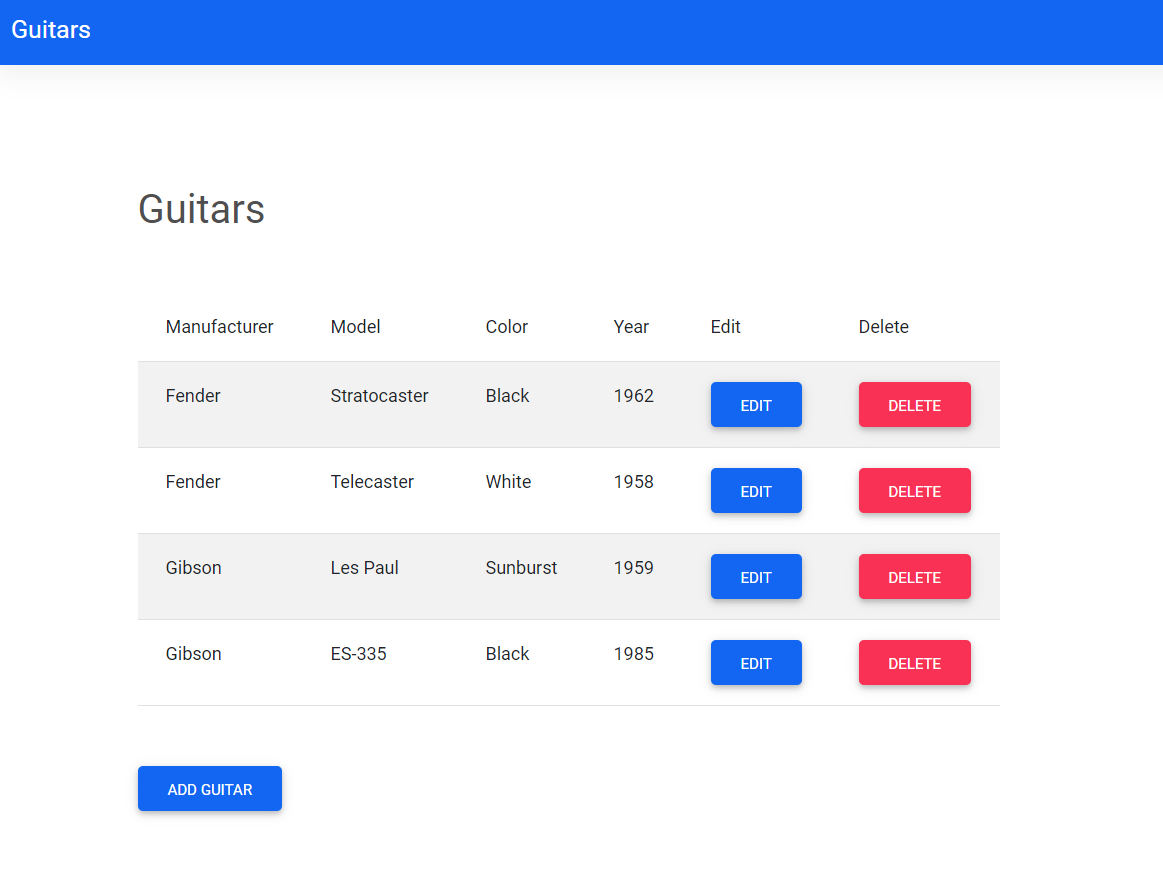 Guitars
Guitars
Manufacturer Model Color Year Edit Delete
Fender Stratocaster Black 1962 EDIT DELETE
Fender Telecaster White 1958 EDIT DELETE
Gibson Les Paul Sunburst 1959 EDIT DELETE
Gibson ES-335 Black 1985 EDIT DELETE
ADD GUITAR